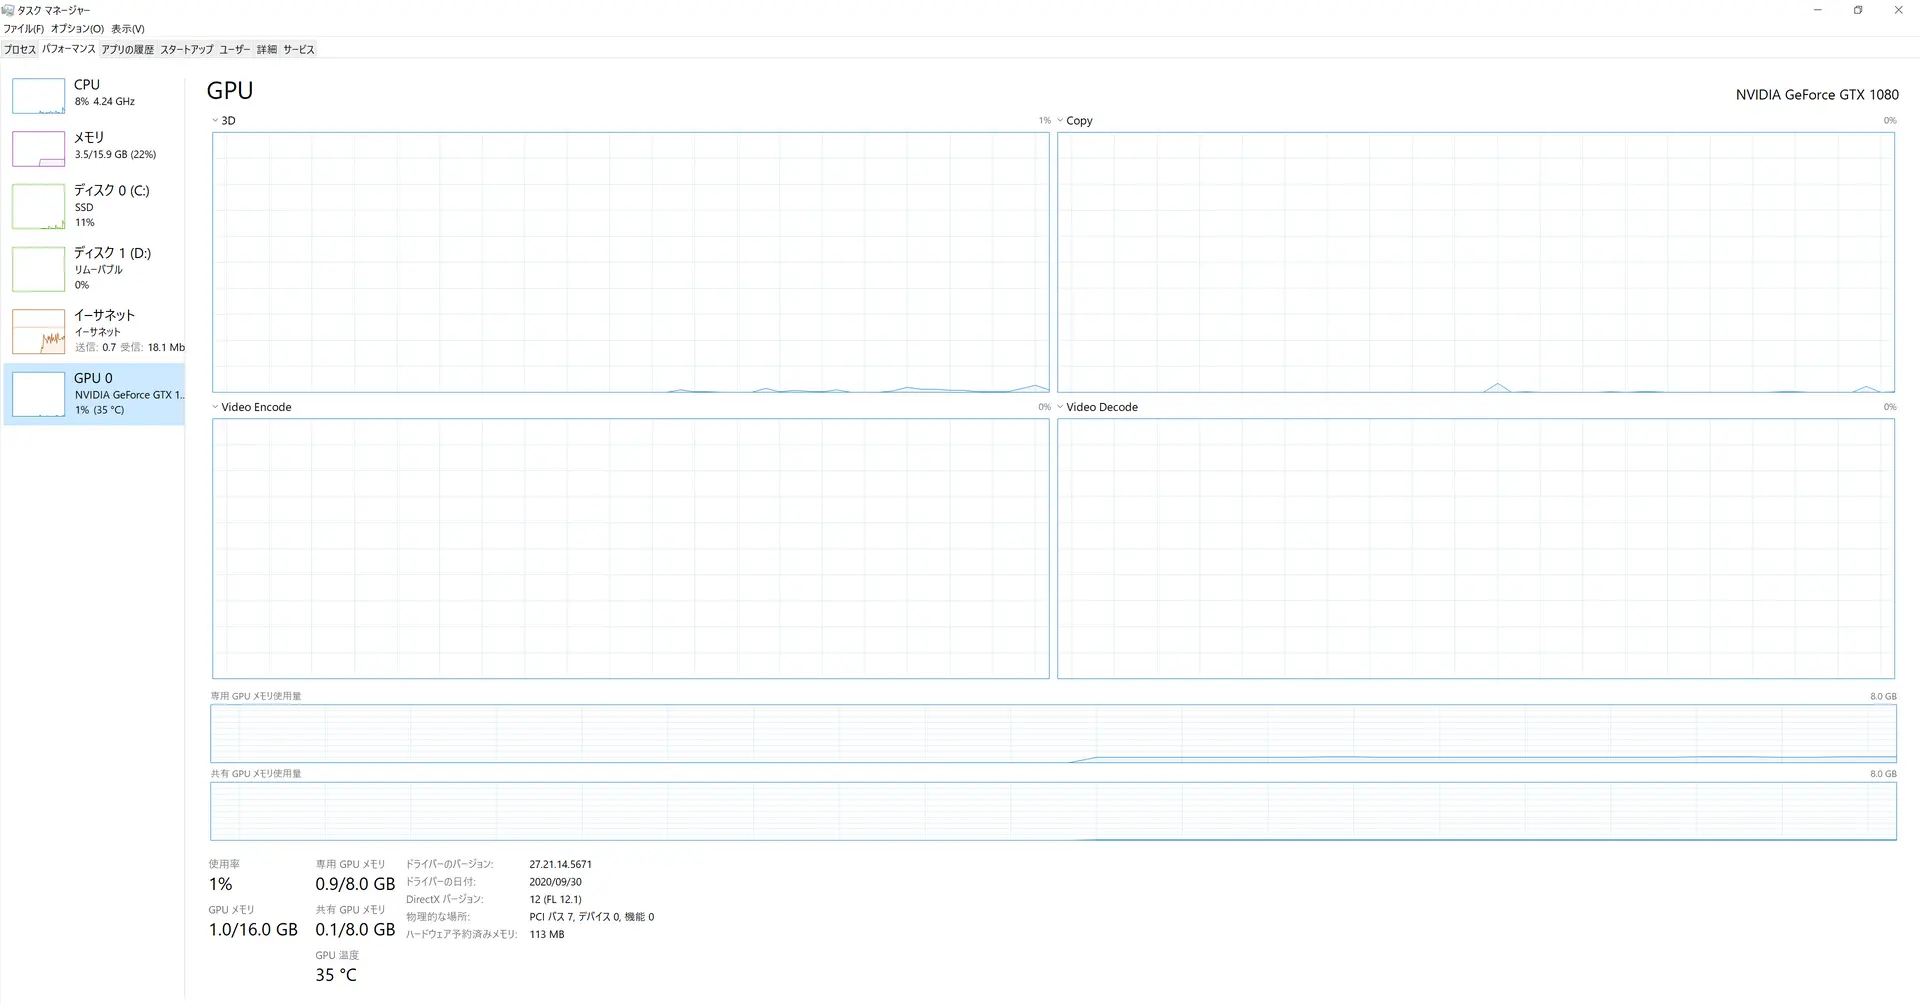 タスク マネージャー
ファイル(F) オプション(O) 表示(V)
プロセス パフォーマンス アプリの履歴 スタートアップ ユーザー 詳細 サービス
CPU
8% 4.24 GHz
メモリ
3.5/15.9 GB (22%)
ディスク 0 (C:)
SSD
11%
ディスク 1 (D:)
リムーバブル
0%
イーサネット
イーサネット
送信: 0.7 受信: 18.1 Mb
GPU 0
NVIDIA GeForce GTX 1...
1% (35 °C)
GPU
NVIDIA GeForce GTX 1080
3D 1%
Copy 0%
Video Encode 0%
Video Decode 0%
専用 GPU メモリ使用量 8.0 GB
共有 GPU メモリ使用量 8.0 GB
使用率
1%
GPU メモリ
1.0/16.0 GB
専用 GPU メモリ
0.9/8.0 GB
共有 GPU メモリ
0.1/8.0 GB
GPU 温度
35 °C
ドライバーのバージョン: 27.21.14.5671
ドライバーの日付: 2020/09/30
DirectX バージョン: 12 (FL 12.1)
物理的な場所: PCI バス 7, デバイス 0, 機能 0
ハードウェア予約済みメモリ: 113 MB